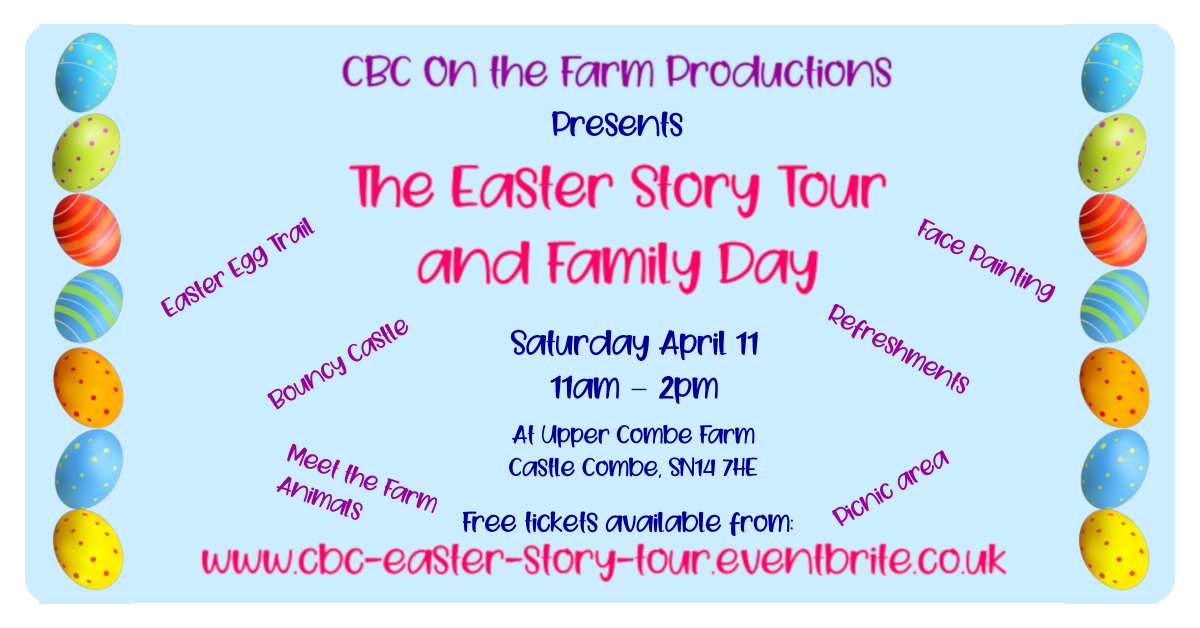 CBC On the Farm Productions
Presents
The Easter Story Tour
and Family Day
Easter Egg Trail
Face Painting
Bouncy Castle
Refreshments
Saturday April 11
11am – 2pm
At Upper Combe Farm
Castle Combe, SN14 7HE
Meet the Farm
Animals
Picnic area
Free tickets available from:
www.cbc-easter-story-tour.eventbrite.co.uk